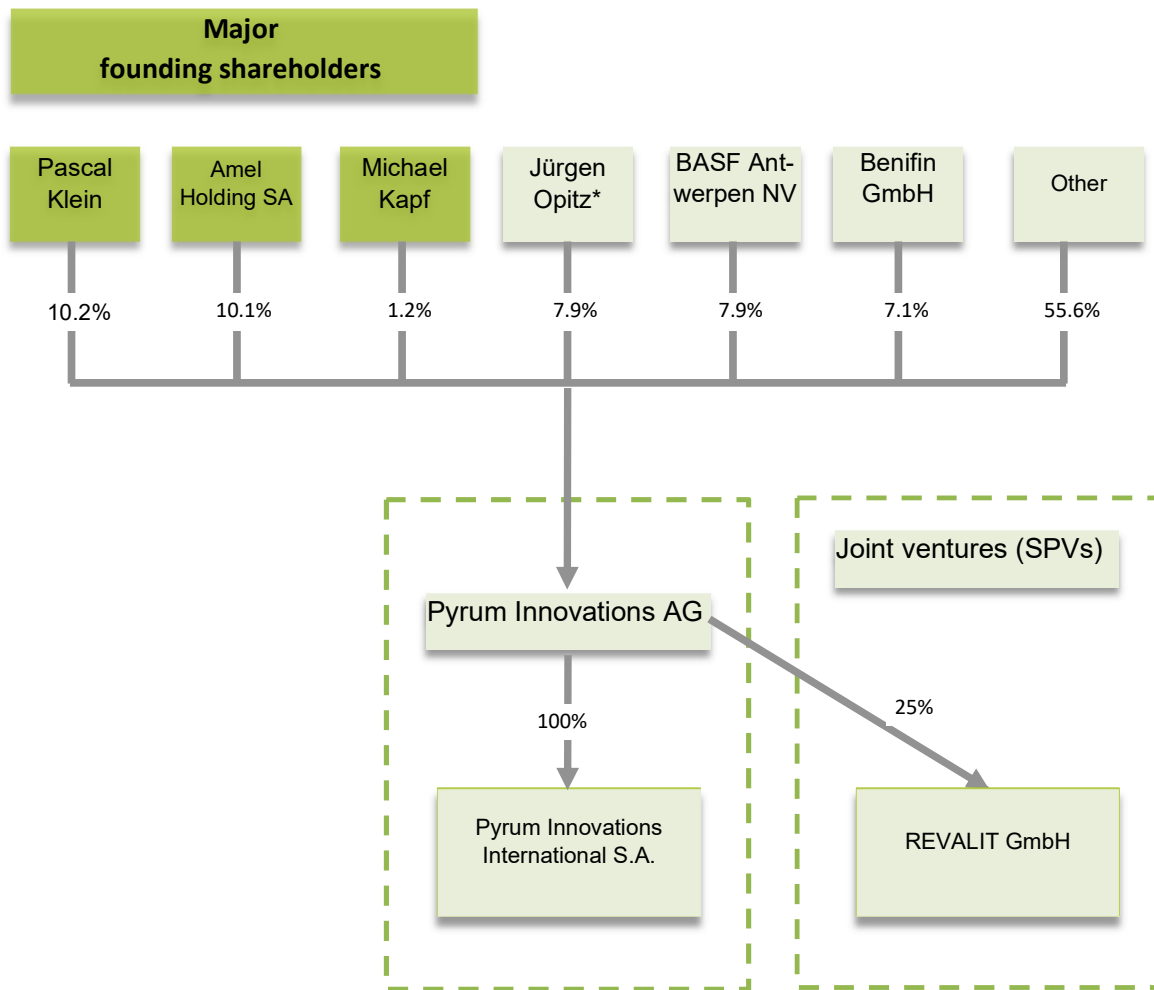 Major
founding shareholders
Pascal
Klein
Amel
Holding SA
Michael
Kapf
Jürgen
Opitz*
BASF Ant-
werpen NV
Benifin
GmbH
Other
10.2%
10.1%
1.2%
7.9%
7.9%
7.1%
55.6%
Joint ventures (SPVs)
Pyrum Innovations AG
100%
25%
Pyrum Innovations
International S.A.
REVALIT GmbH